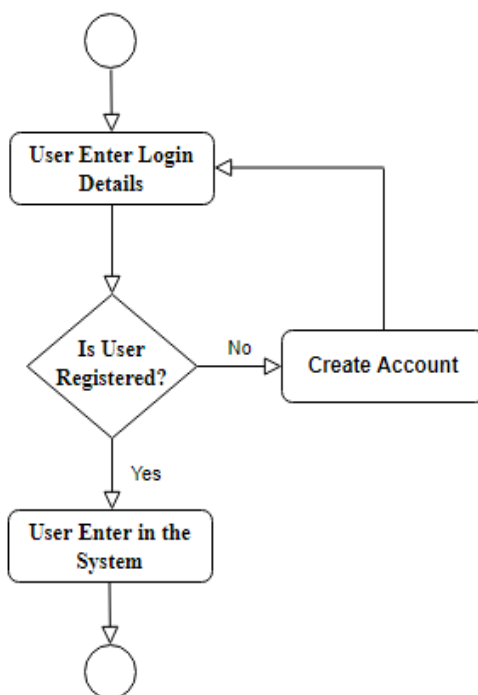 User Enter Login
Details
Is User
Registered?
No
Create Account
Yes
User Enter in the
System